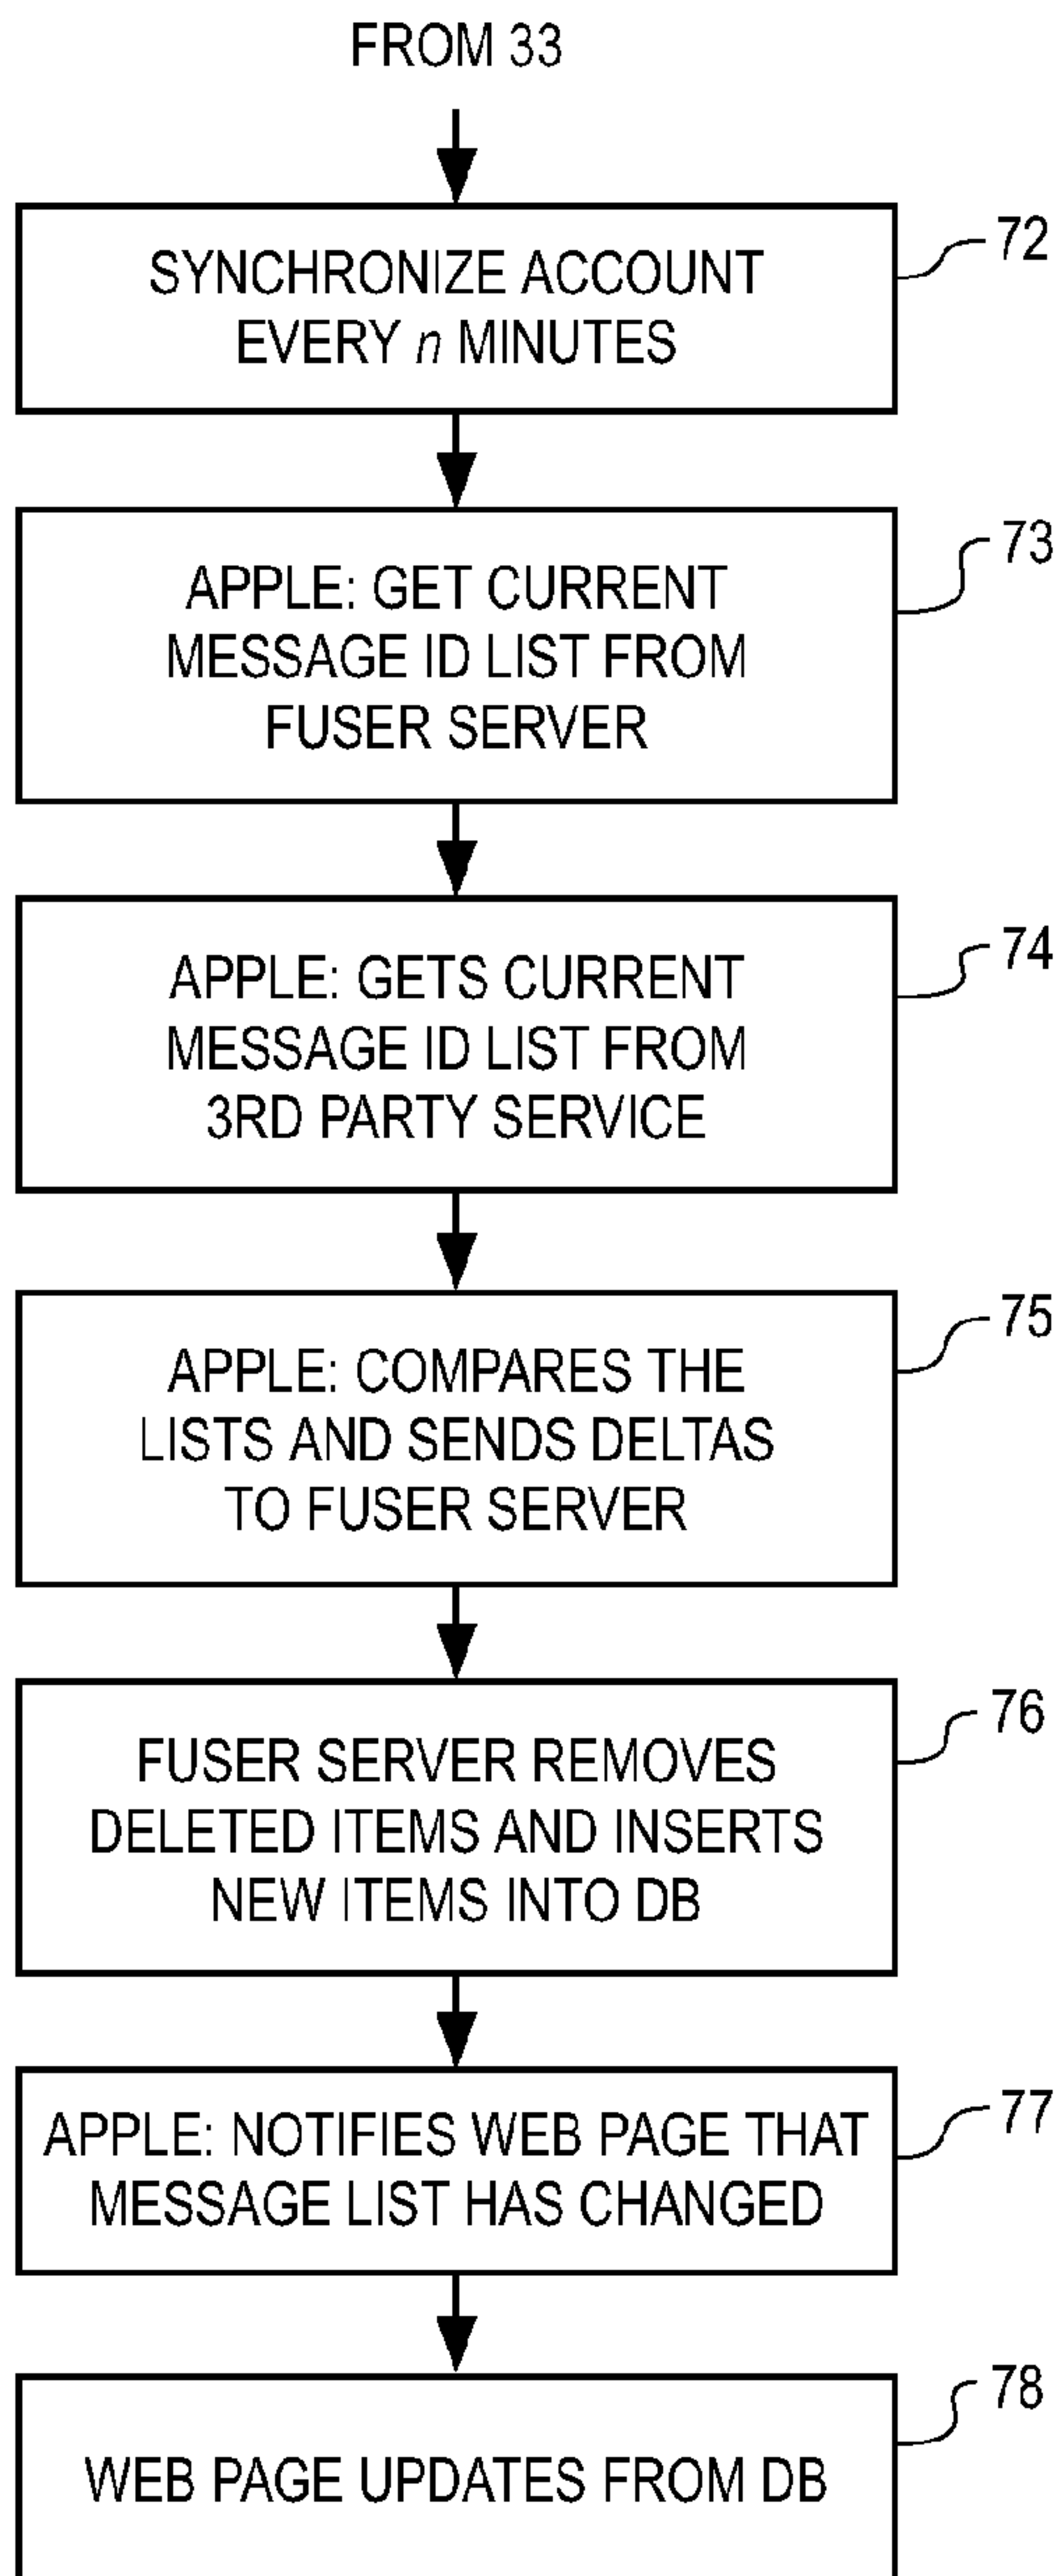 FROM 33
SYNCHRONIZE ACCOUNT
EVERY n MINUTES
72
APPLE: GET CURRENT
MESSAGE ID LIST FROM
FUSER SERVER
73
APPLE: GETS CURRENT
MESSAGE ID LIST FROM
3RD PARTY SERVICE
74
APPLE: COMPARES THE
LISTS AND SENDS DELTAS
TO FUSER SERVER
75
FUSER SERVER REMOVES
DELETED ITEMS AND INSERTS
NEW ITEMS INTO DB
76
APPLE: NOTIFIES WEB PAGE THAT
MESSAGE LIST HAS CHANGED
77
WEB PAGE UPDATES FROM DB
78